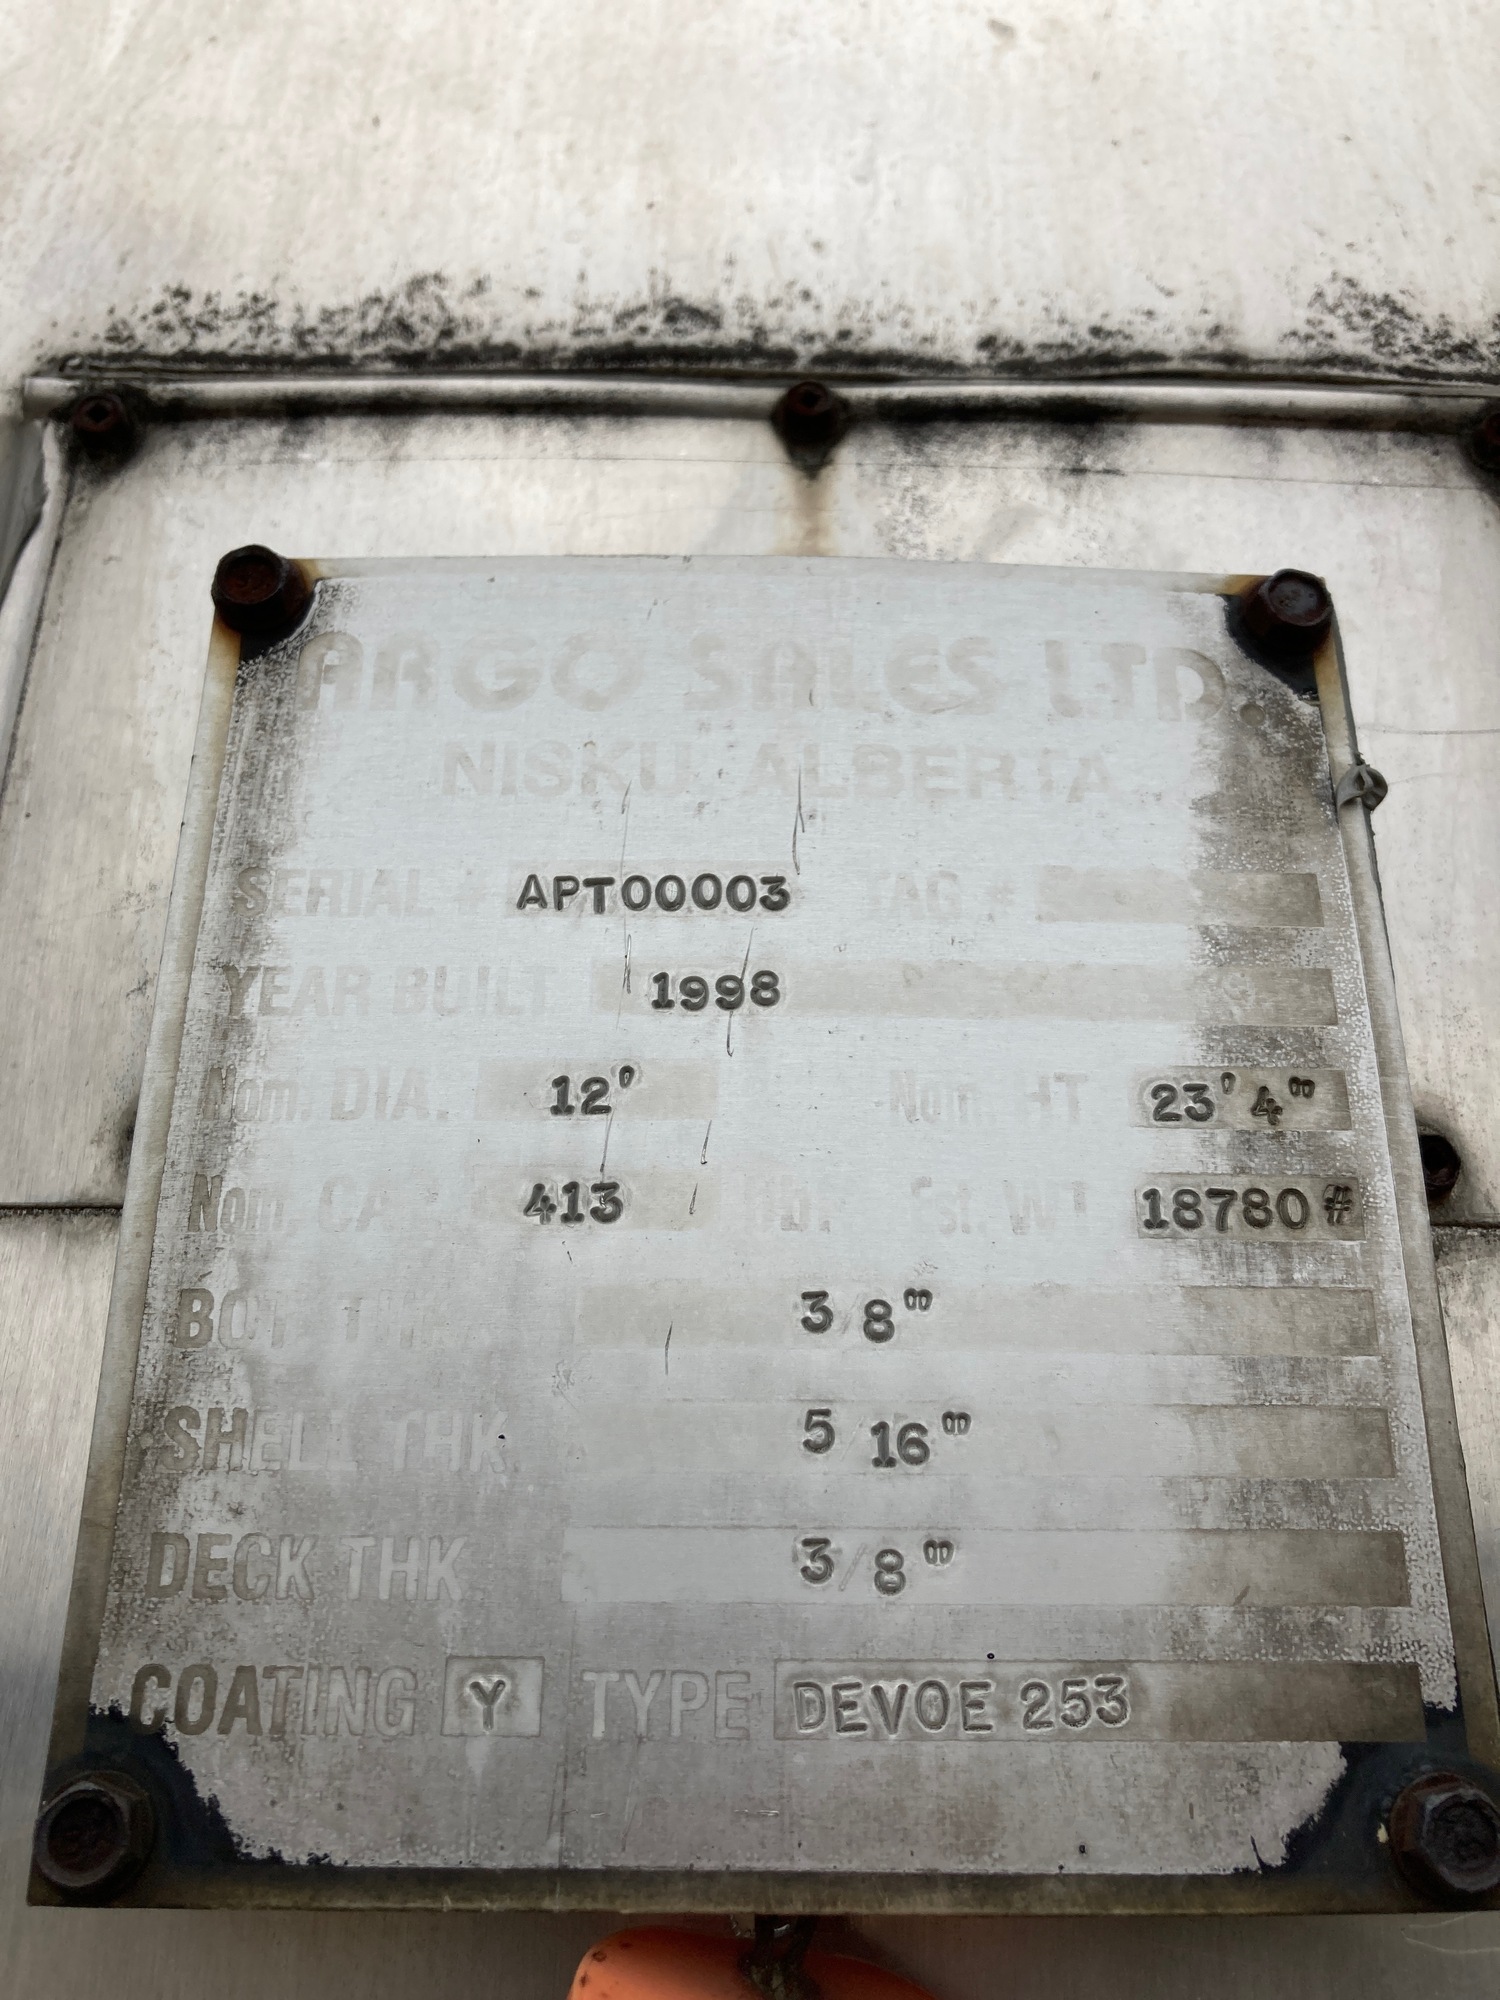 ARGO SALES LTD.
NISKU ALBERTA
SERIAL # APT00003 TAG #
YEAR BUILT 1998
Nom. DIA. 12' Nom. HT 23' 4"
Nom. CAP. 413 WT 18780#
BOT. THK. 3/8"
SHELL THK. 5/16"
DECK THK. 3/8"
COATING Y TYPE DEVOE 253